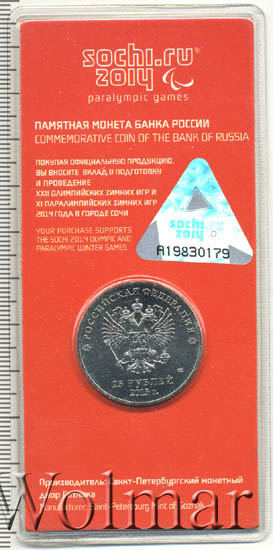 sochi.ru
2014
paralympic games
ПАМЯТНАЯ МОНЕТА БАНКА РОССИИ
COMMEMORATIVE COIN OF THE BANK OF RUSSIA
ПОКУПАЯ ОФИЦИАЛЬНУЮ ПРОДУКЦИЮ,
ВЫ ВНОСИТЕ ВКЛАД В ПОДГОТОВКУ
И ПРОВЕДЕНИЕ
XXII ОЛИМПИЙСКИХ ЗИМНИХ ИГР И
XI ПАРАЛИМПИЙСКИХ ЗИМНИХ ИГР
2014 ГОДА В ГОРОДЕ СОЧИ
YOUR PURCHASE SUPPORTS
THE SOCHI 2014 OLYMPIC AND
PARALYMPIC WINTER GAMES.
sochi.ru
2014
A19830179
РОССИЙСКАЯ ФЕДЕРАЦИЯ
25 РУБЛЕЙ
Производитель: Санкт-Петербургский монетный
двор Гознака
Manufacturer: Saint-Petersburg Mint of Goznak
Wolmar